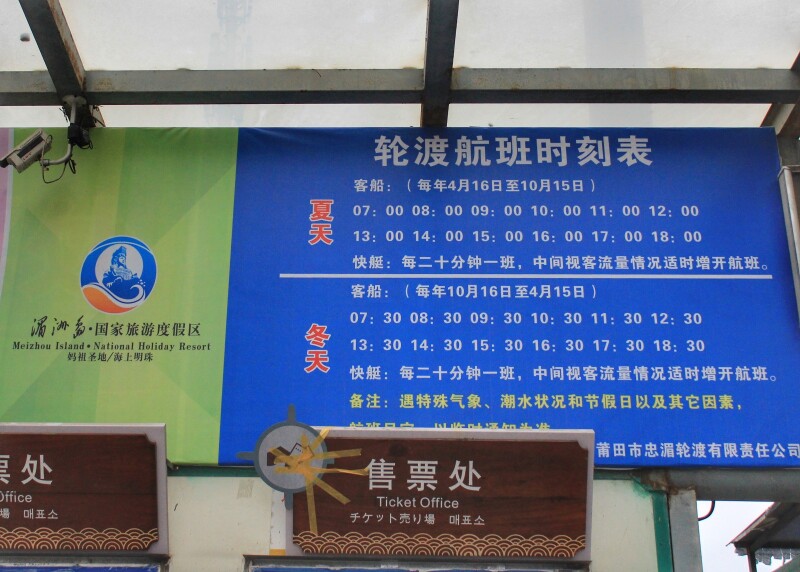 轮渡航班时刻表
夏天
客船：（每年4月16日至10月15日）
07：00 08：00 09：00 10：00 11：00 12：00
13：00 14：00 15：00 16：00 17：00 18：00
快艇：每二十分钟一班，中间视客流量情况适时增开航班。
冬天
客船：（每年10月16日至4月15日）
07：30 08：30 09：30 10：30 11：30 12：30
13：30 14：30 15：30 16：30 17：30 18：30
快艇：每二十分钟一班，中间视客流量情况适时增开航班。
备注：遇特殊气象、潮水状况和节假日以及其它因素，
以临时通知为准
莆田市忠湄轮渡有限责任公司
湄洲岛·国家旅游度假区
Meizhou Island·National Holiday Resort
妈祖圣地/海上明珠
票处
Office
り場 매표소
售票处
Ticket Office
チケット売り場 매표소